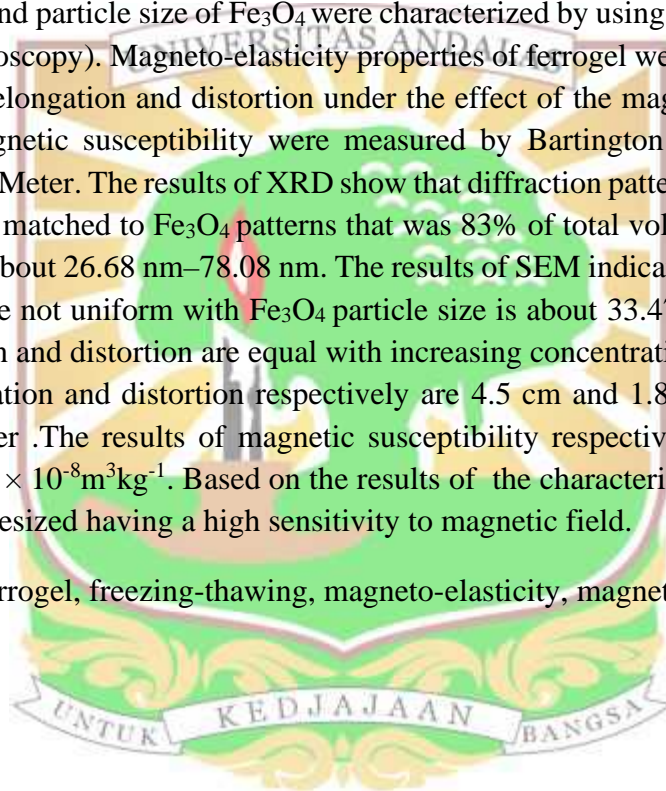 nd particle size of Fe₃O₄ were characterized by using
oscopy). Magneto-elasticity properties of ferrogel we
UNIVERSITAS ANDALAS
elongation and distortion under the effect of the mag
gnetic susceptibility were measured by Bartington
Meter. The results of XRD show that diffraction patte
matched to Fe₃O₄ patterns that was 83% of total vol
bout 26.68 nm–78.08 nm. The results of SEM indica
e not uniform with Fe₃O₄ particle size is about 33.47
n and distortion are equal with increasing concentrati
ation and distortion respectively are 4.5 cm and 1.8
er .The results of magnetic susceptibility respectiv
× 10⁻⁸m³kg⁻¹. Based on the results of the characteri
esized having a high sensitivity to magnetic field.
rrogel, freezing-thawing, magneto-elasticity, magnet
UNTUK KEDJAJAAN BANGSA